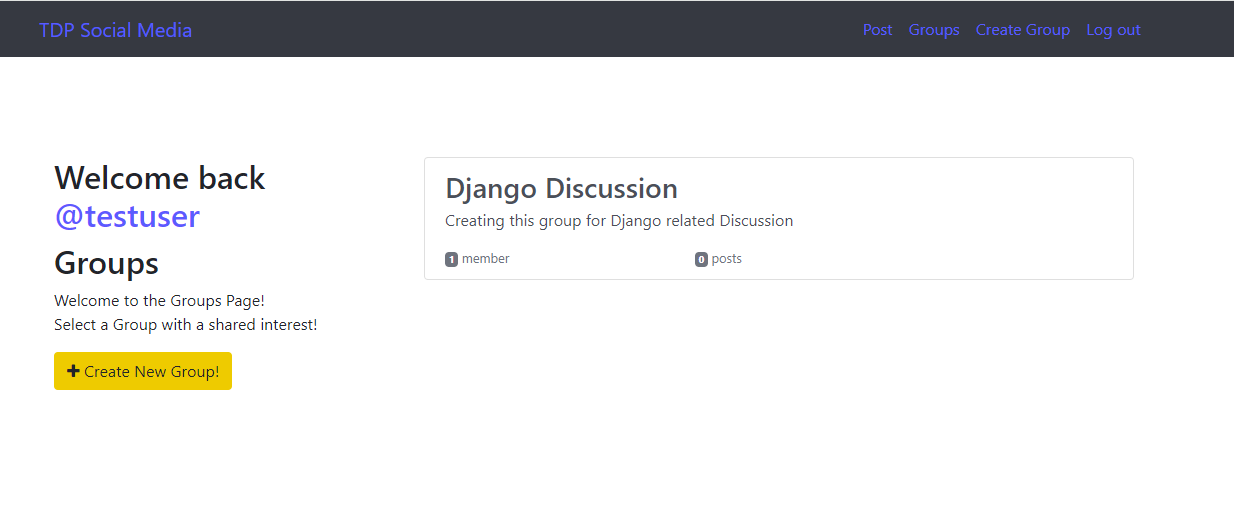 TDP Social Media
Post Groups Create Group Log out
Welcome back
@testuser
Groups
Welcome to the Groups Page!
Select a Group with a shared interest!
Create New Group!
Django Discussion
Creating this group for Django related Discussion
1 member
0 posts